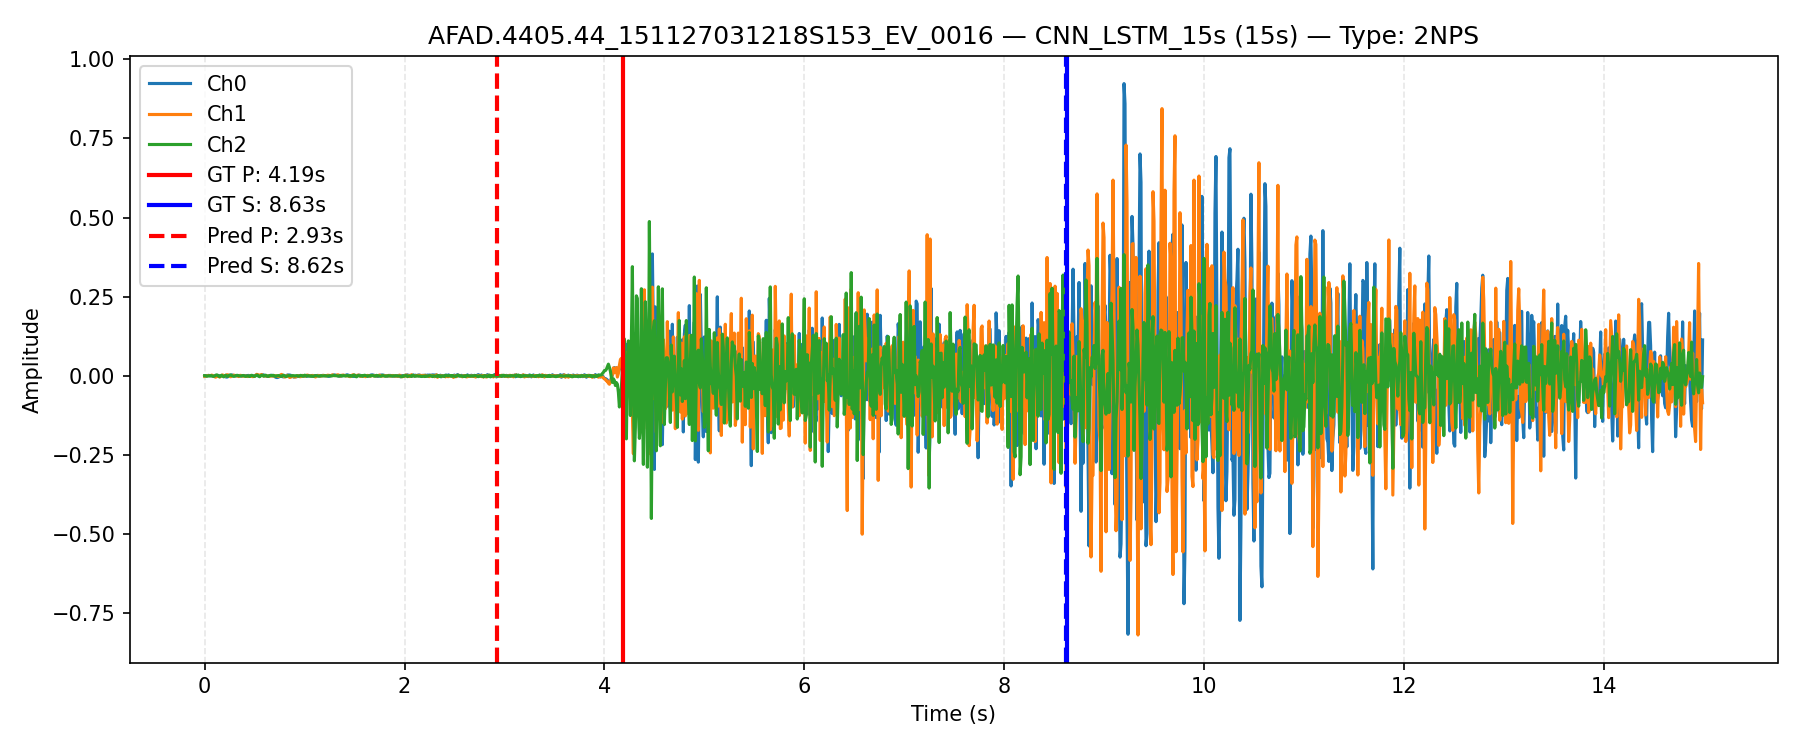 AFAD.4405.44_151127031218S153_EV_0016 — CNN_LSTM_15s (15s) — Type: 2NPS
Ch0
Ch1
Ch2
GT P: 4.19s
GT S: 8.63s
Pred P: 2.93s
Pred S: 8.62s
Amplitude
1.00
0.75
0.50
0.25
0.00
−0.25
−0.50
−0.75
0 2 4 6 8 10 12 14
Time (s)